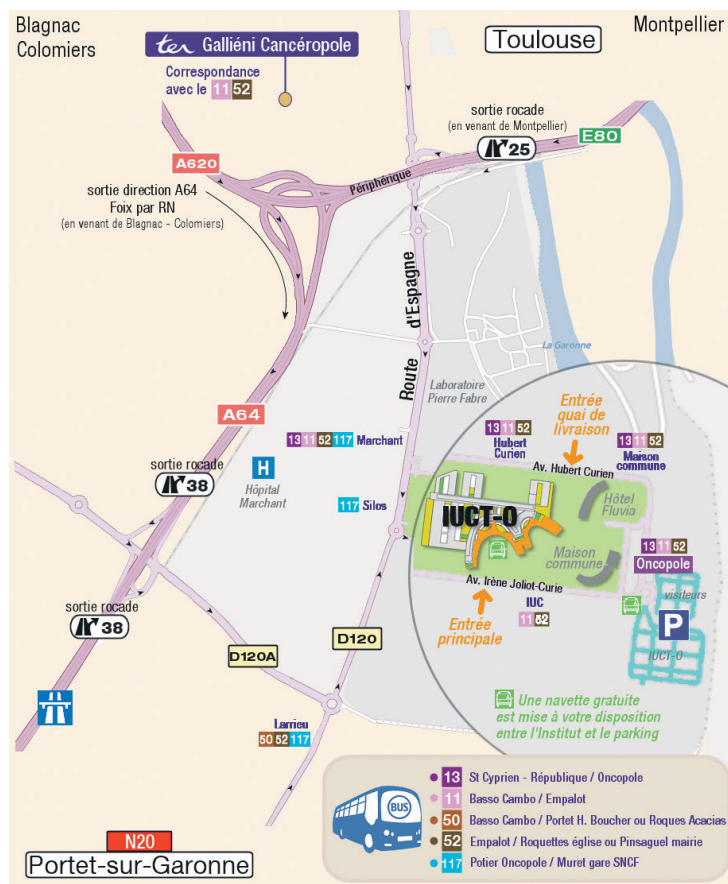 Blagnac
Colomiers
ter Galliéni Cancéropole
Correspondance
avec le 11 52
Toulouse
Montpellier
sortie rocade
(en venant de Montpellier)
25
E80
A620
Périphérique
sortie direction A64
Foix par RN
(en venant de Blagnac - Colomiers)
Route d'Espagne
La Garonne
Laboratoire
Pierre Fabre
A64
Entrée
quai de
livraison
13 11 52
Hubert
Curien
13 11 52
Maison
commune
13 11 52 117 Marchant
Av. Hubert Curien
sortie rocade
38
H
Hôpital
Marchant
117 Silos
IUCT-O
Hôtel
Fluvia
Maison
commune
13 11 52
Oncopole
Av. Irène Joliot-Curie
IUC
11 52
visiteurs
P
IUCT-O
sortie rocade
38
Entrée
principale
D120
D120A
Une navette gratuite
est mise à votre disposition
entre l'Institut et le parking
Larrieu
50 52 117
BUS
13 St Cyprien - République / Oncopole
11 Basso Cambo / Empalot
50 Basso Cambo / Portet H. Boucher ou Roques Acacias
52 Empalot / Roquettes église ou Pinsaguel mairie
117 Potier Oncopole / Muret gare SNCF
N20
Portet-sur-Garonne